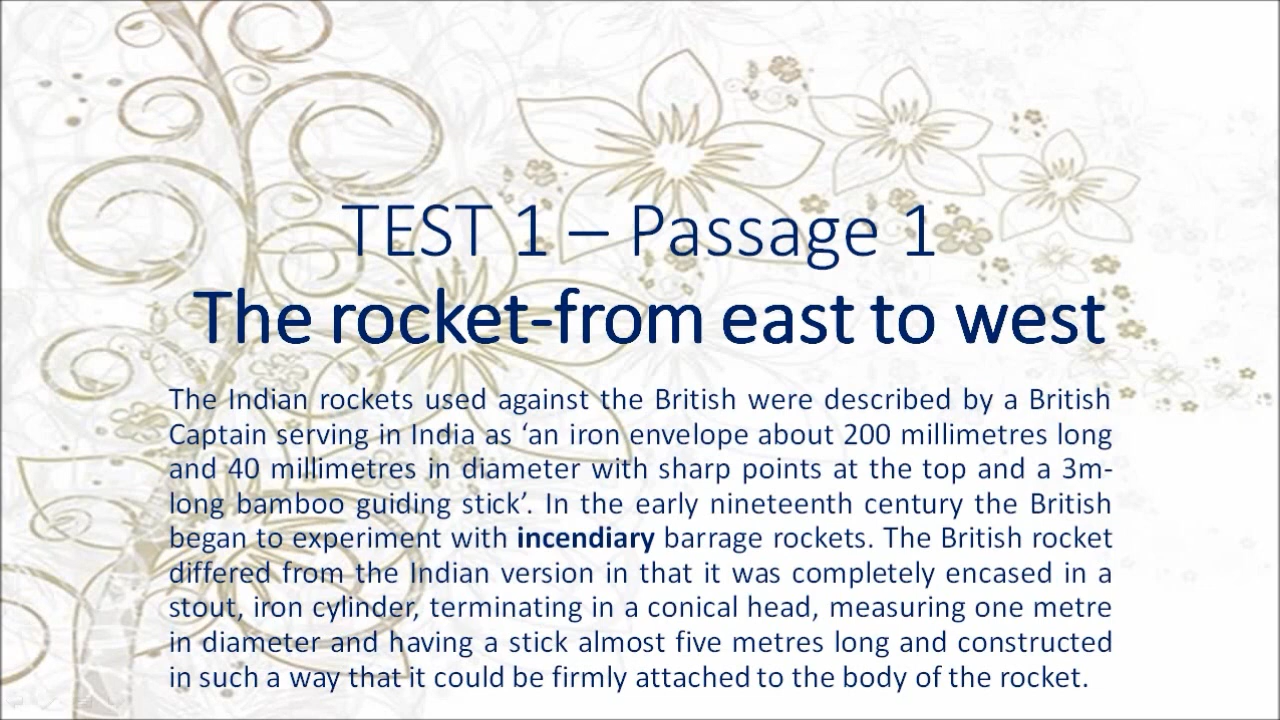 TEST 1 – Passage 1
The rocket-from east to west
The Indian rockets used against the British were described by a British
Captain serving in India as ‘an iron envelope about 200 millimetres long
and 40 millimetres in diameter with sharp points at the top and a 3m-
long bamboo guiding stick’. In the early nineteenth century the British
began to experiment with incendiary barrage rockets. The British rocket
differed from the Indian version in that it was completely encased in a
stout, iron cylinder, terminating in a conical head, measuring one metre
in diameter and having a stick almost five metres long and constructed
in such a way that it could be firmly attached to the body of the rocket.